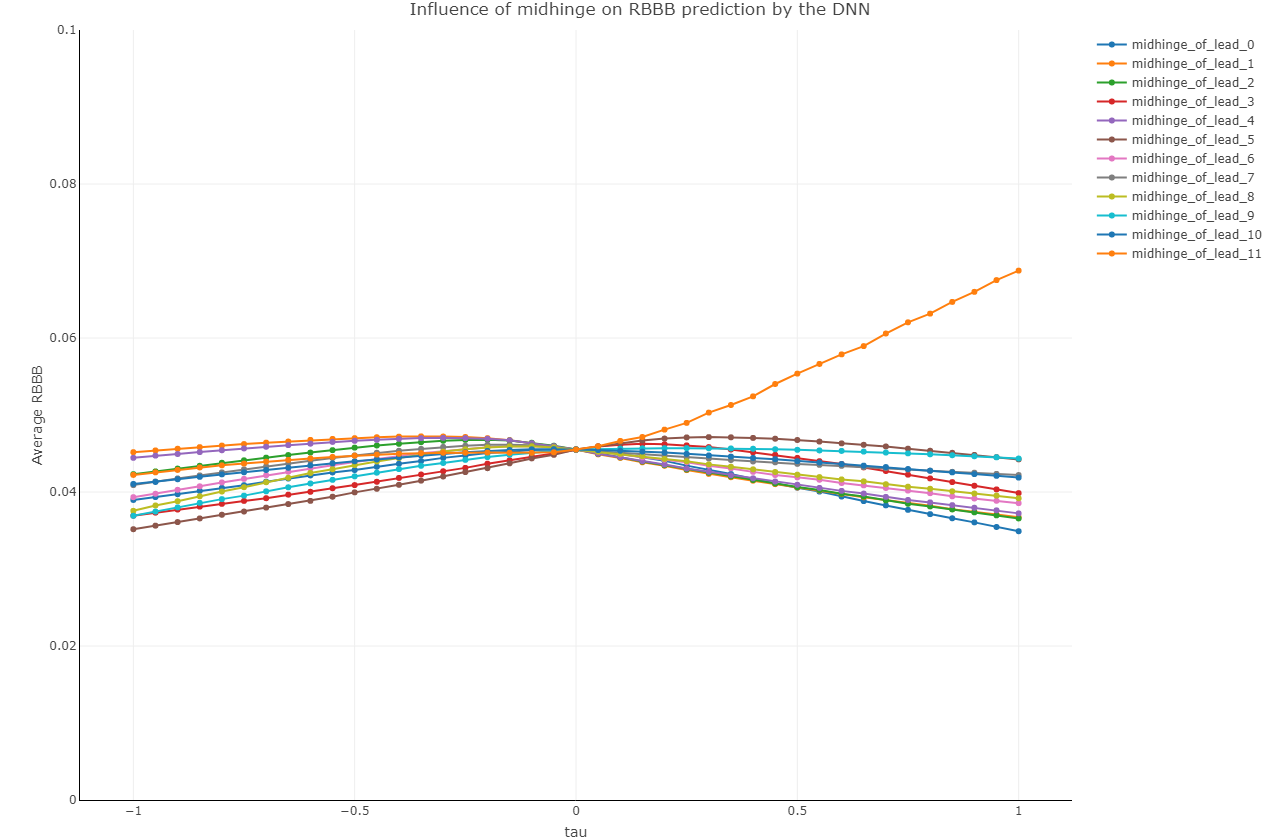 Influence of midhinge on RBBB prediction by the DNN
0.1
0.08
0.06
0.04
0.02
0
Average RBBB
−1
−0.5
0
0.5
1
tau
midhinge_of_lead_0
midhinge_of_lead_1
midhinge_of_lead_2
midhinge_of_lead_3
midhinge_of_lead_4
midhinge_of_lead_5
midhinge_of_lead_6
midhinge_of_lead_7
midhinge_of_lead_8
midhinge_of_lead_9
midhinge_of_lead_10
midhinge_of_lead_11